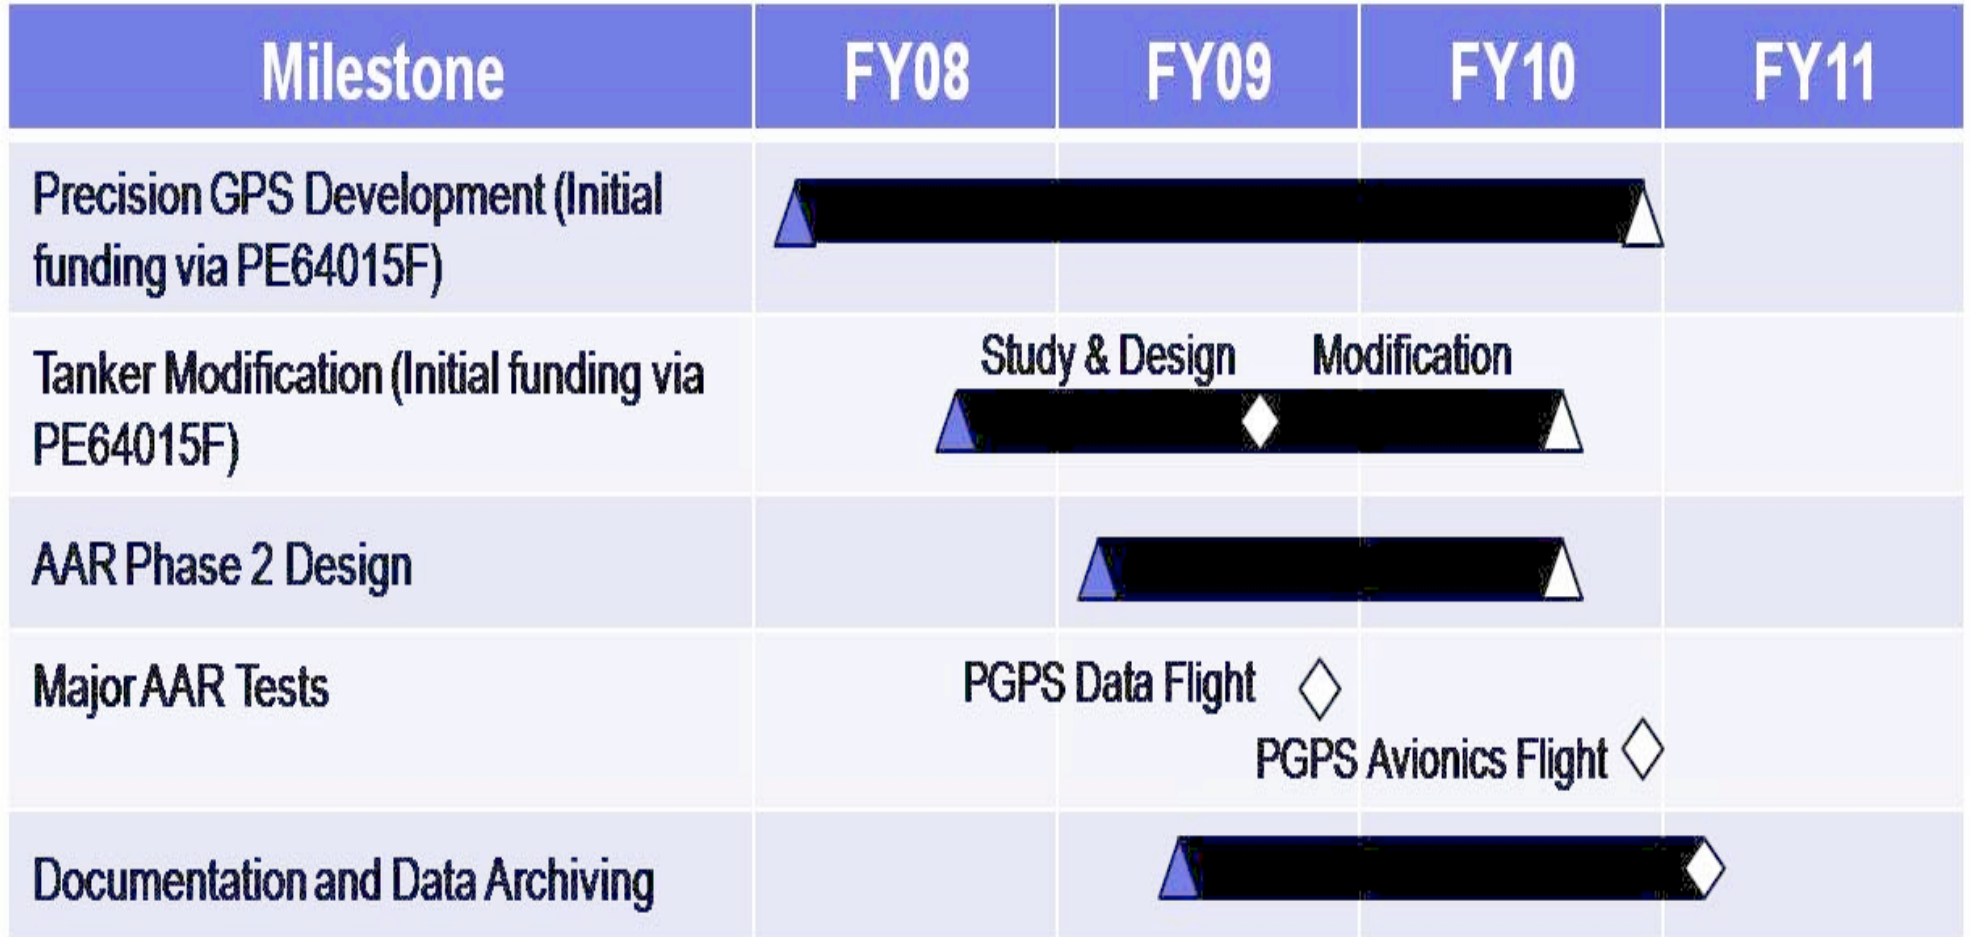 Milestone FY08 FY09 FY10 FY11
Precision GPS Development (Initial
funding via PE64015F)
Study & Design Modification
Tanker Modification (Initial funding via
PE64015F)
AAR Phase 2 Design
Major AAR Tests
PGPS Data Flight
PGPS Avionics Flight
Documentation and Data Archiving